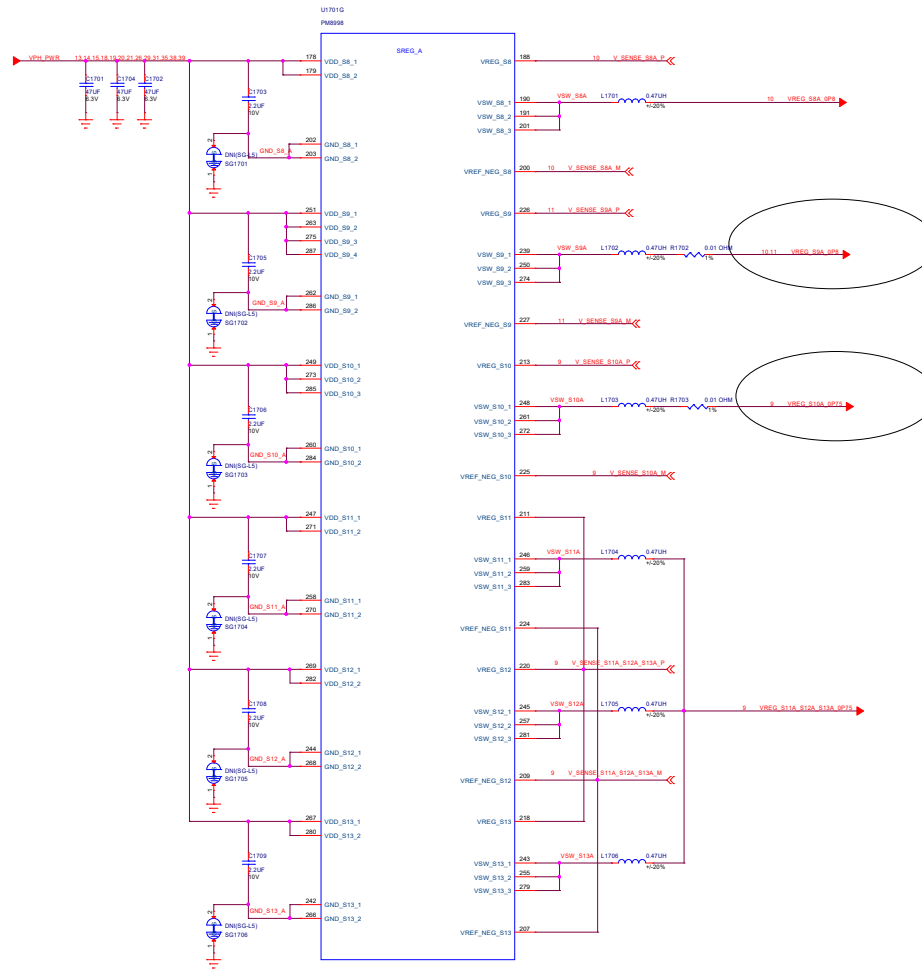 U1701G
PM8998
SREG_A
VPH_PWR 13,14,15,18,19,20,21,28,29,31,35,38,39
C1701
47UF
6.3V
C1704
47UF
6.3V
C1702
47UF
6.3V
178 VDD_S8_1
179 VDD_S8_2
C1703
2.2UF
10V
202 GND_S8_1
203 GND_S8_2
GND_S8_A
2
DNI(SG-L5)
SG1701
1
VREG_S8 188 10 V_SENSE_S8A_P
VSW_S8_1 190 VSW_S8A L1701 0.47UH +/-20% 10 VREG_S8A_0P8
VSW_S8_2 191
VSW_S8_3 201
VREF_NEG_S8 200 10 V_SENSE_S8A_M
251 VDD_S9_1
263 VDD_S9_2
275 VDD_S9_3
287 VDD_S9_4
C1705
2.2UF
10V
262 GND_S9_1
286 GND_S9_2
GND_S9_A
2
DNI(SG-L5)
SG1702
1
VREG_S9 226 11 V_SENSE_S9A_P
VSW_S9_1 239 VSW_S9A L1702 0.47UH +/-20% R1702 0.01 OHM 1% 10,11 VREG_S9A_0P8
VSW_S9_2 250
VSW_S9_3 274
VREF_NEG_S9 227 11 V_SENSE_S9A_M
249 VDD_S10_1
273 VDD_S10_2
285 VDD_S10_3
C1706
2.2UF
10V
260 GND_S10_1
284 GND_S10_2
GND_S10_A
2
DNI(SG-L5)
SG1703
1
VREG_S10 213 9 V_SENSE_S10A_P
VSW_S10_1 248 VSW_S10A L1703 0.47UH +/-20% R1703 0.01 OHM 1% 9 VREG_S10A_0P75
VSW_S10_2 261
VSW_S10_3 272
VREF_NEG_S10 225 9 V_SENSE_S10A_M
247 VDD_S11_1
271 VDD_S11_2
C1707
2.2UF
10V
258 GND_S11_1
270 GND_S11_2
GND_S11_A
2
DNI(SG-L5)
SG1704
1
VREG_S11 211
VSW_S11_1 246 VSW_S11A L1704 0.47UH +/-20%
VSW_S11_2 259
VSW_S11_3 283
VREF_NEG_S11 224
269 VDD_S12_1
282 VDD_S12_2
C1708
2.2UF
10V
244 GND_S12_1
268 GND_S12_2
GND_S12_A
2
DNI(SG-L5)
SG1705
1
VREG_S12 220 9 V_SENSE_S11A_S12A_S13A_P
VSW_S12_1 245 VSW_S12A L1705 0.47UH +/-20% 9 VREG_S11A_S12A_S13A_0P75
VSW_S12_2 257
VSW_S12_3 281
VREF_NEG_S12 209 9 V_SENSE_S11A_S12A_S13A_M
267 VDD_S13_1
280 VDD_S13_2
C1709
2.2UF
10V
242 GND_S13_1
266 GND_S13_2
GND_S13_A
2
DNI(SG-L5)
SG1706
1
VREG_S13 218
VSW_S13_1 243 VSW_S13A L1706 0.47UH +/-20%
VSW_S13_2 255
VSW_S13_3 279
VREF_NEG_S13 207